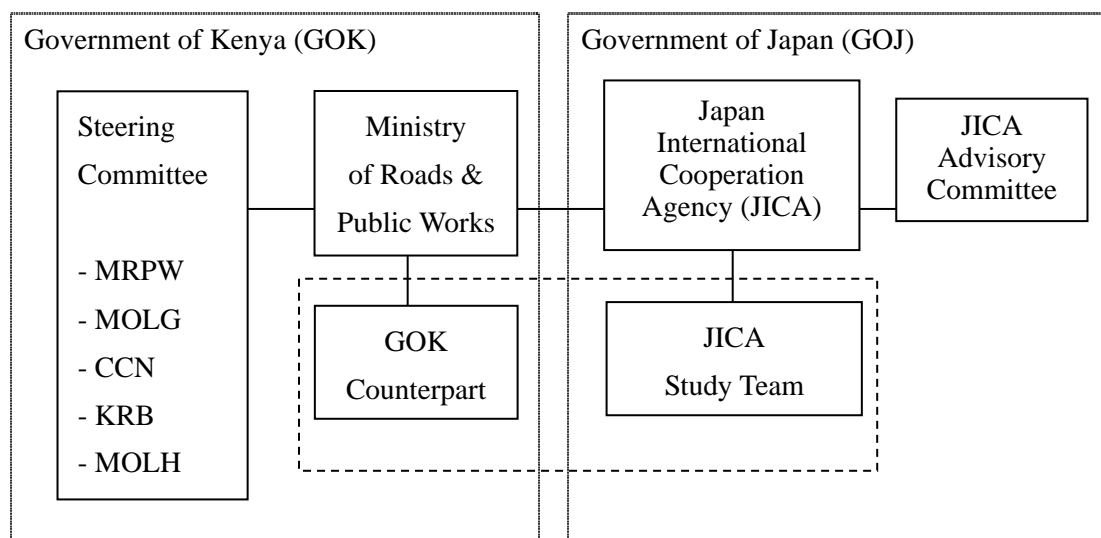 Government of Kenya (GOK)
Steering
Committee
- MRPW
- MOLG
- CCN
- KRB
- MOLH
Ministry
of Roads &
Public Works
GOK
Counterpart
Government of Japan (GOJ)
Japan
International
Cooperation
Agency (JICA)
JICA
Advisory
Committee
JICA
Study Team